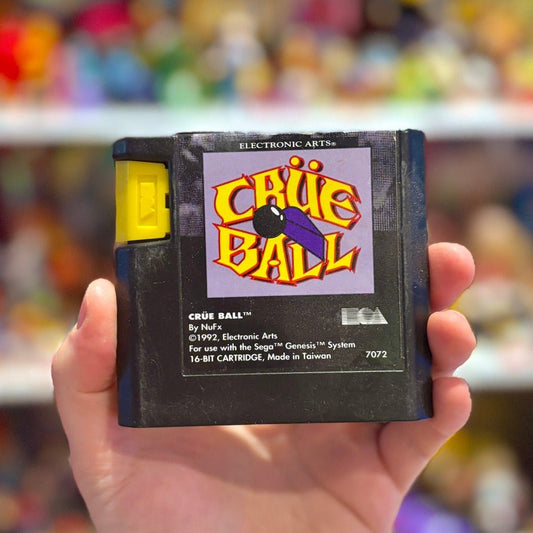 ELECTRONIC ARTS®
CRÜE
BALL
CRÜE BALL™
By NuFx
©1992, Electronic Arts
For use with the Sega™ Genesis™ System
16-BIT CARTRIDGE, Made in Taiwan
EA
7072